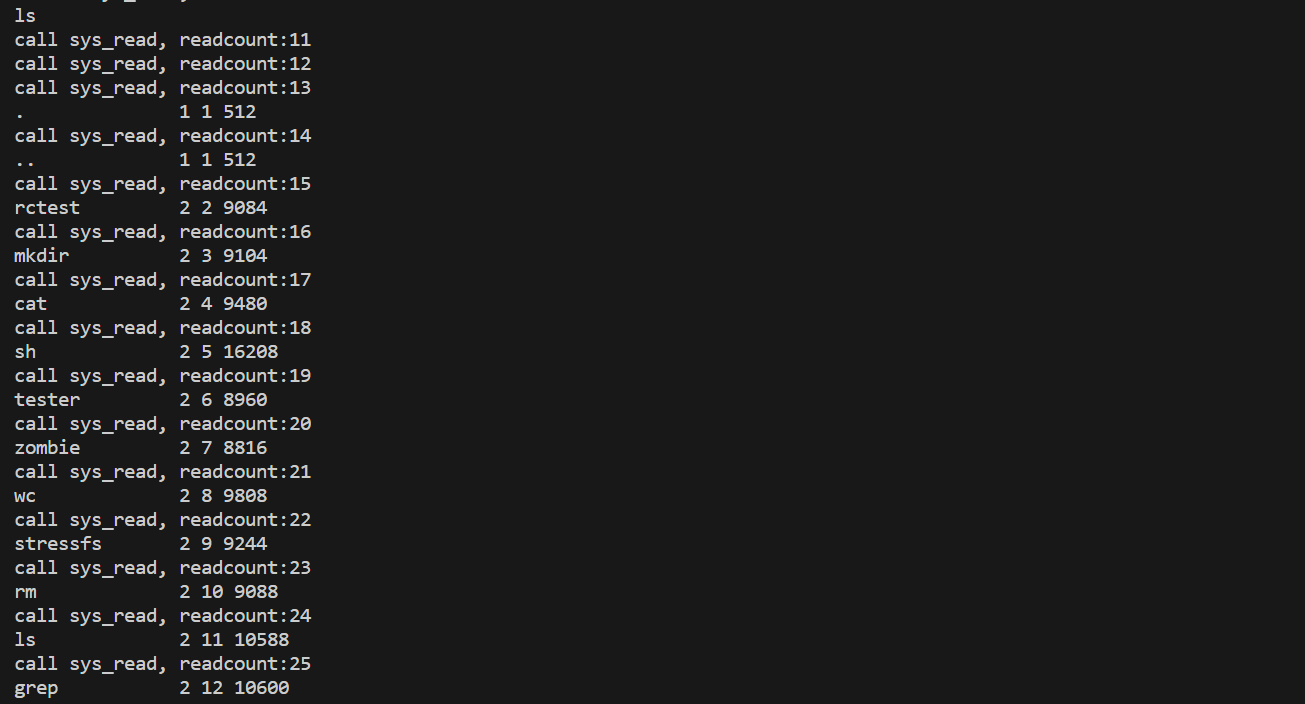 ls
call sys_read, readcount:11
call sys_read, readcount:12
call sys_read, readcount:13
.              1 1 512
call sys_read, readcount:14
..             1 1 512
call sys_read, readcount:15
rctest         2 2 9084
call sys_read, readcount:16
mkdir          2 3 9104
call sys_read, readcount:17
cat            2 4 9480
call sys_read, readcount:18
sh             2 5 16208
call sys_read, readcount:19
tester         2 6 8960
call sys_read, readcount:20
zombie         2 7 8816
call sys_read, readcount:21
wc             2 8 9808
call sys_read, readcount:22
stressfs       2 9 9244
call sys_read, readcount:23
rm             2 10 9088
call sys_read, readcount:24
ls             2 11 10588
call sys_read, readcount:25
grep           2 12 10600